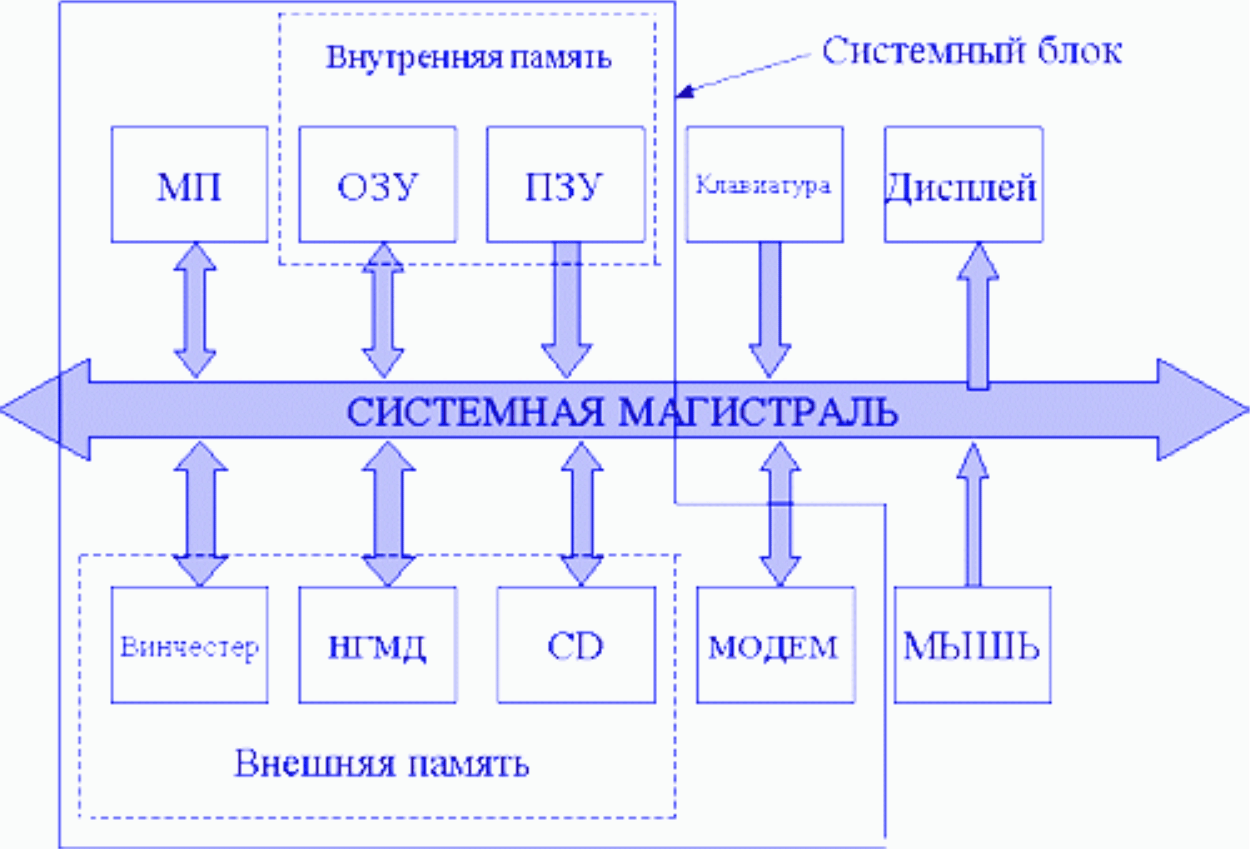 Внутренняя память
Системный блок
МП
ОЗУ
ПЗУ
Клавиатура
Дисплей
СИСТЕМНАЯ МАГИСТРАЛЬ
Винчестер
НГМД
CD
МОДЕМ
МЫШЬ
Внешняя память